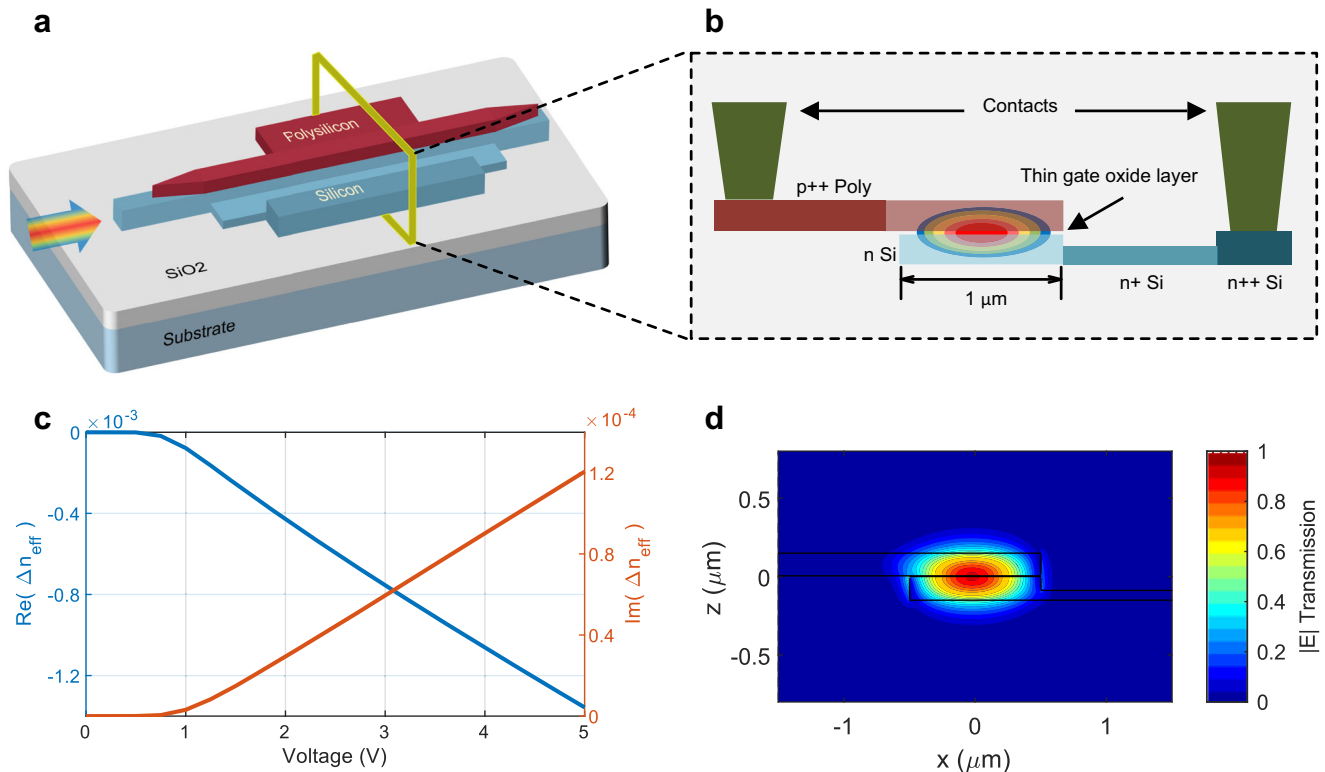 a
Polysilicon
Silicon
SiO2
Substrate
b
Contacts
Thin gate oxide layer
p++ Poly
n Si
1 μm
n+ Si
n++ Si
c
×10⁻³
×10⁻⁴
0
-0.4
-0.8
-1.2
Re( Δn_eff )
1.2
0.8
0.4
0
Im( Δn_eff )
0 1 2 3 4 5
Voltage (V)
d
0.5
0
-0.5
z (μm)
-1 0 1
x (μm)
1
0.8
0.6
0.4
0.2
0
|E| Transmission